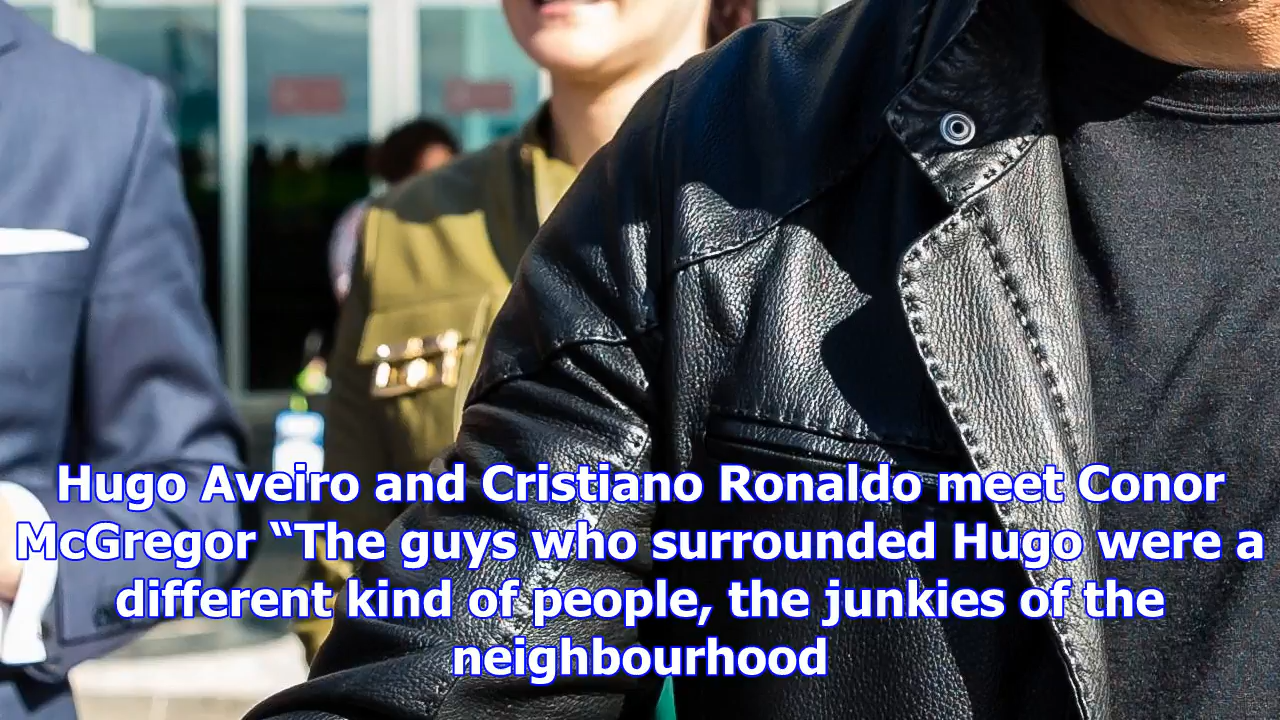 Hugo Aveiro and Cristiano Ronaldo meet Conor
McGregor “The guys who surrounded Hugo were a
different kind of people, the junkies of the
neighbourhood